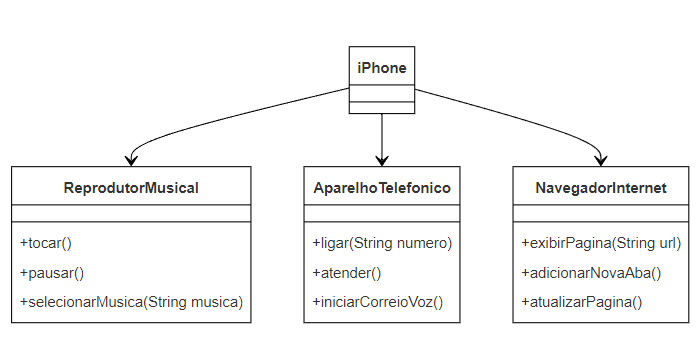 iPhone
ReprodutorMusical
+tocar()
+pausar()
+selecionarMusica(String musica)
AparelhoTelefonico
+ligar(String numero)
+atender()
+iniciarCorreioVoz()
NavegadorInternet
+exibirPagina(String url)
+adicionarNovaAba()
+atualizarPagina()